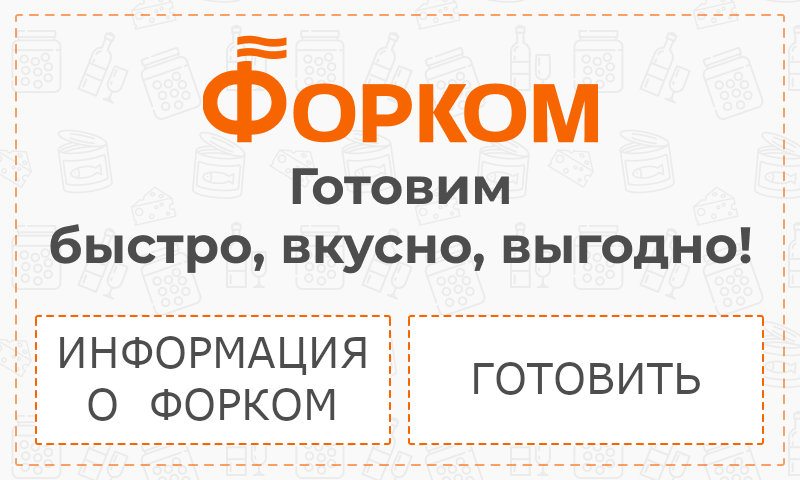 ФОРКОМ
Готовим
быстро, вкусно, выгодно!
ИНФОРМАЦИЯ
О ФОРКОМ
ГОТОВИТЬ